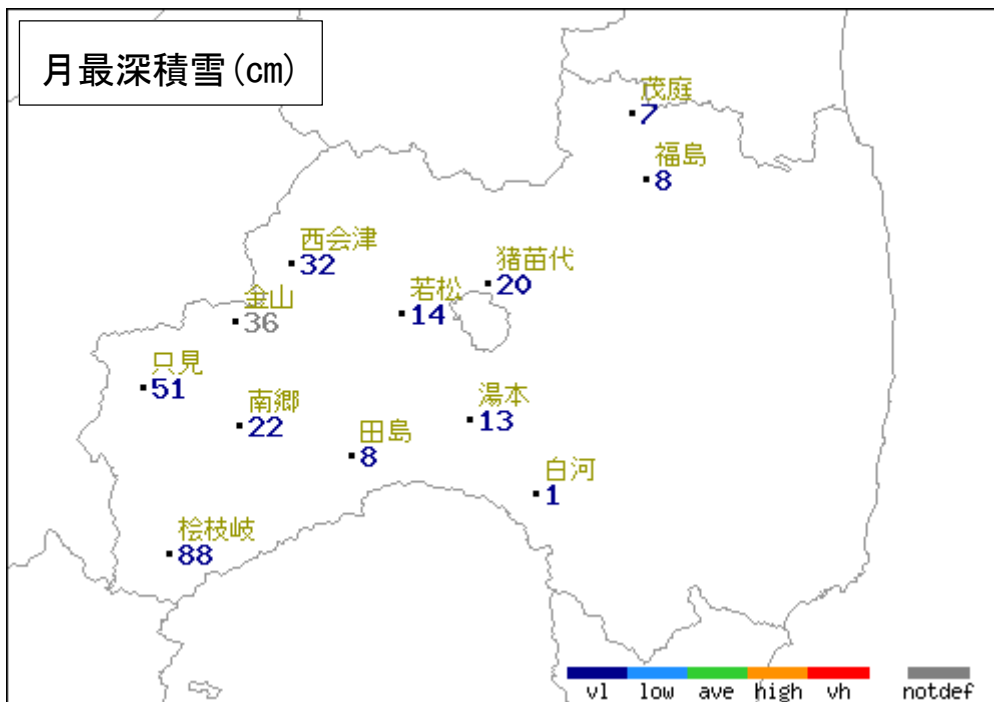 月最深積雪(cm)
茂庭
7
福島
8
西会津
32
猪苗代
20
金山
36
若松
14
只見
51
南郷
22
湯本
13
田島
8
白河
1
桧枝岐
88
vl low ave high vh notdef